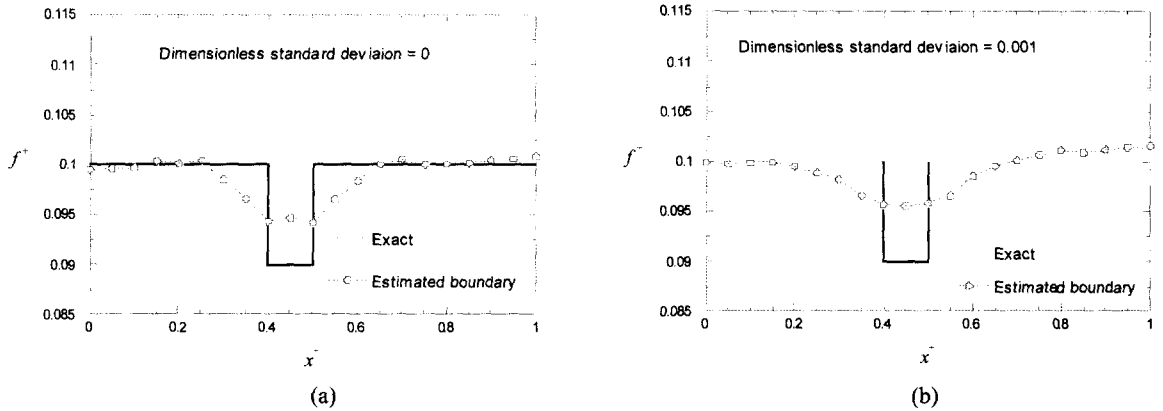 0.115
Dimensionless standard deviaion = 0
0.11
0.105
f+
0.1
0.095
Exact
0.09
Estimated boundary
0.085
0
0.2
0.4
0.6
0.8
1
x+
(a)
0.115
Dimensionless standard deviaion = 0.001
0.11
0.105
f+
0.1
0.095
Exact
0.09
Estimated boundary
0.085
0
0.2
0.4
0.6
0.8
1
x+
(b)